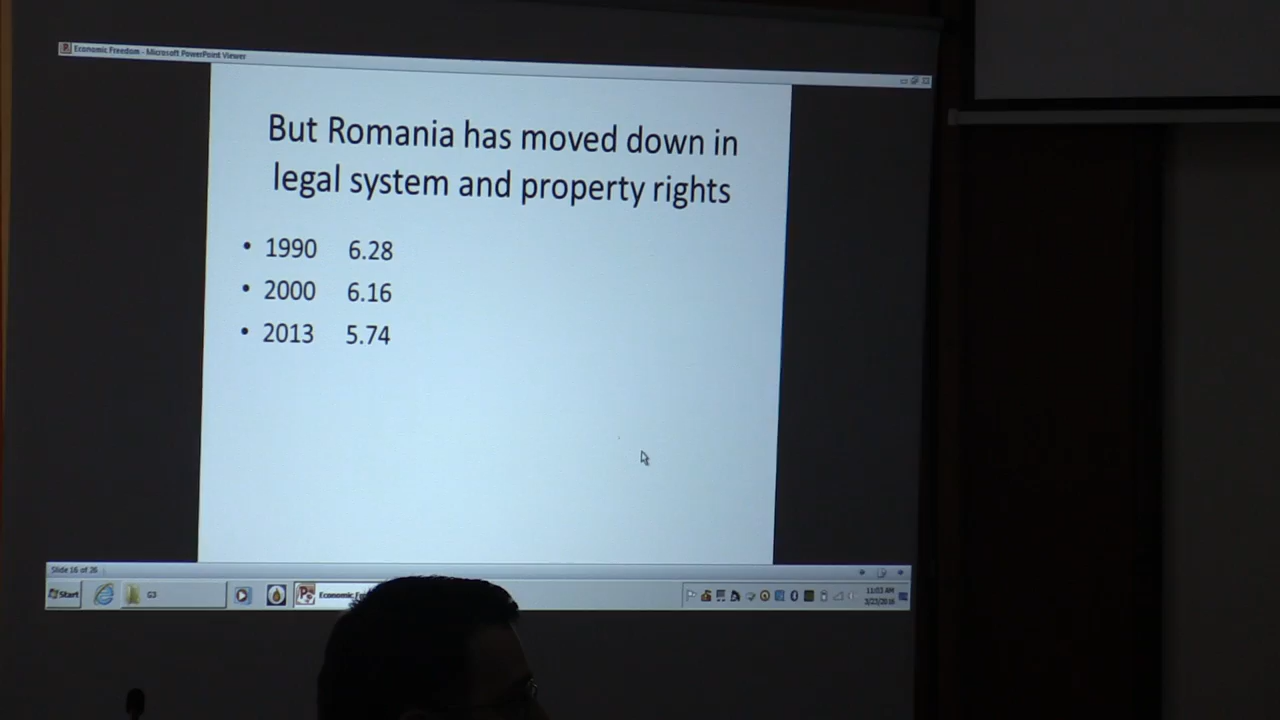 Economic Freedom - Microsoft PowerPoint Viewer
But Romania has moved down in
legal system and property rights
• 1990 6.28
• 2000 6.16
• 2013 5.74
Slide 16 of 26
Start
G3
Economic
11:03 AM
3/23/2016